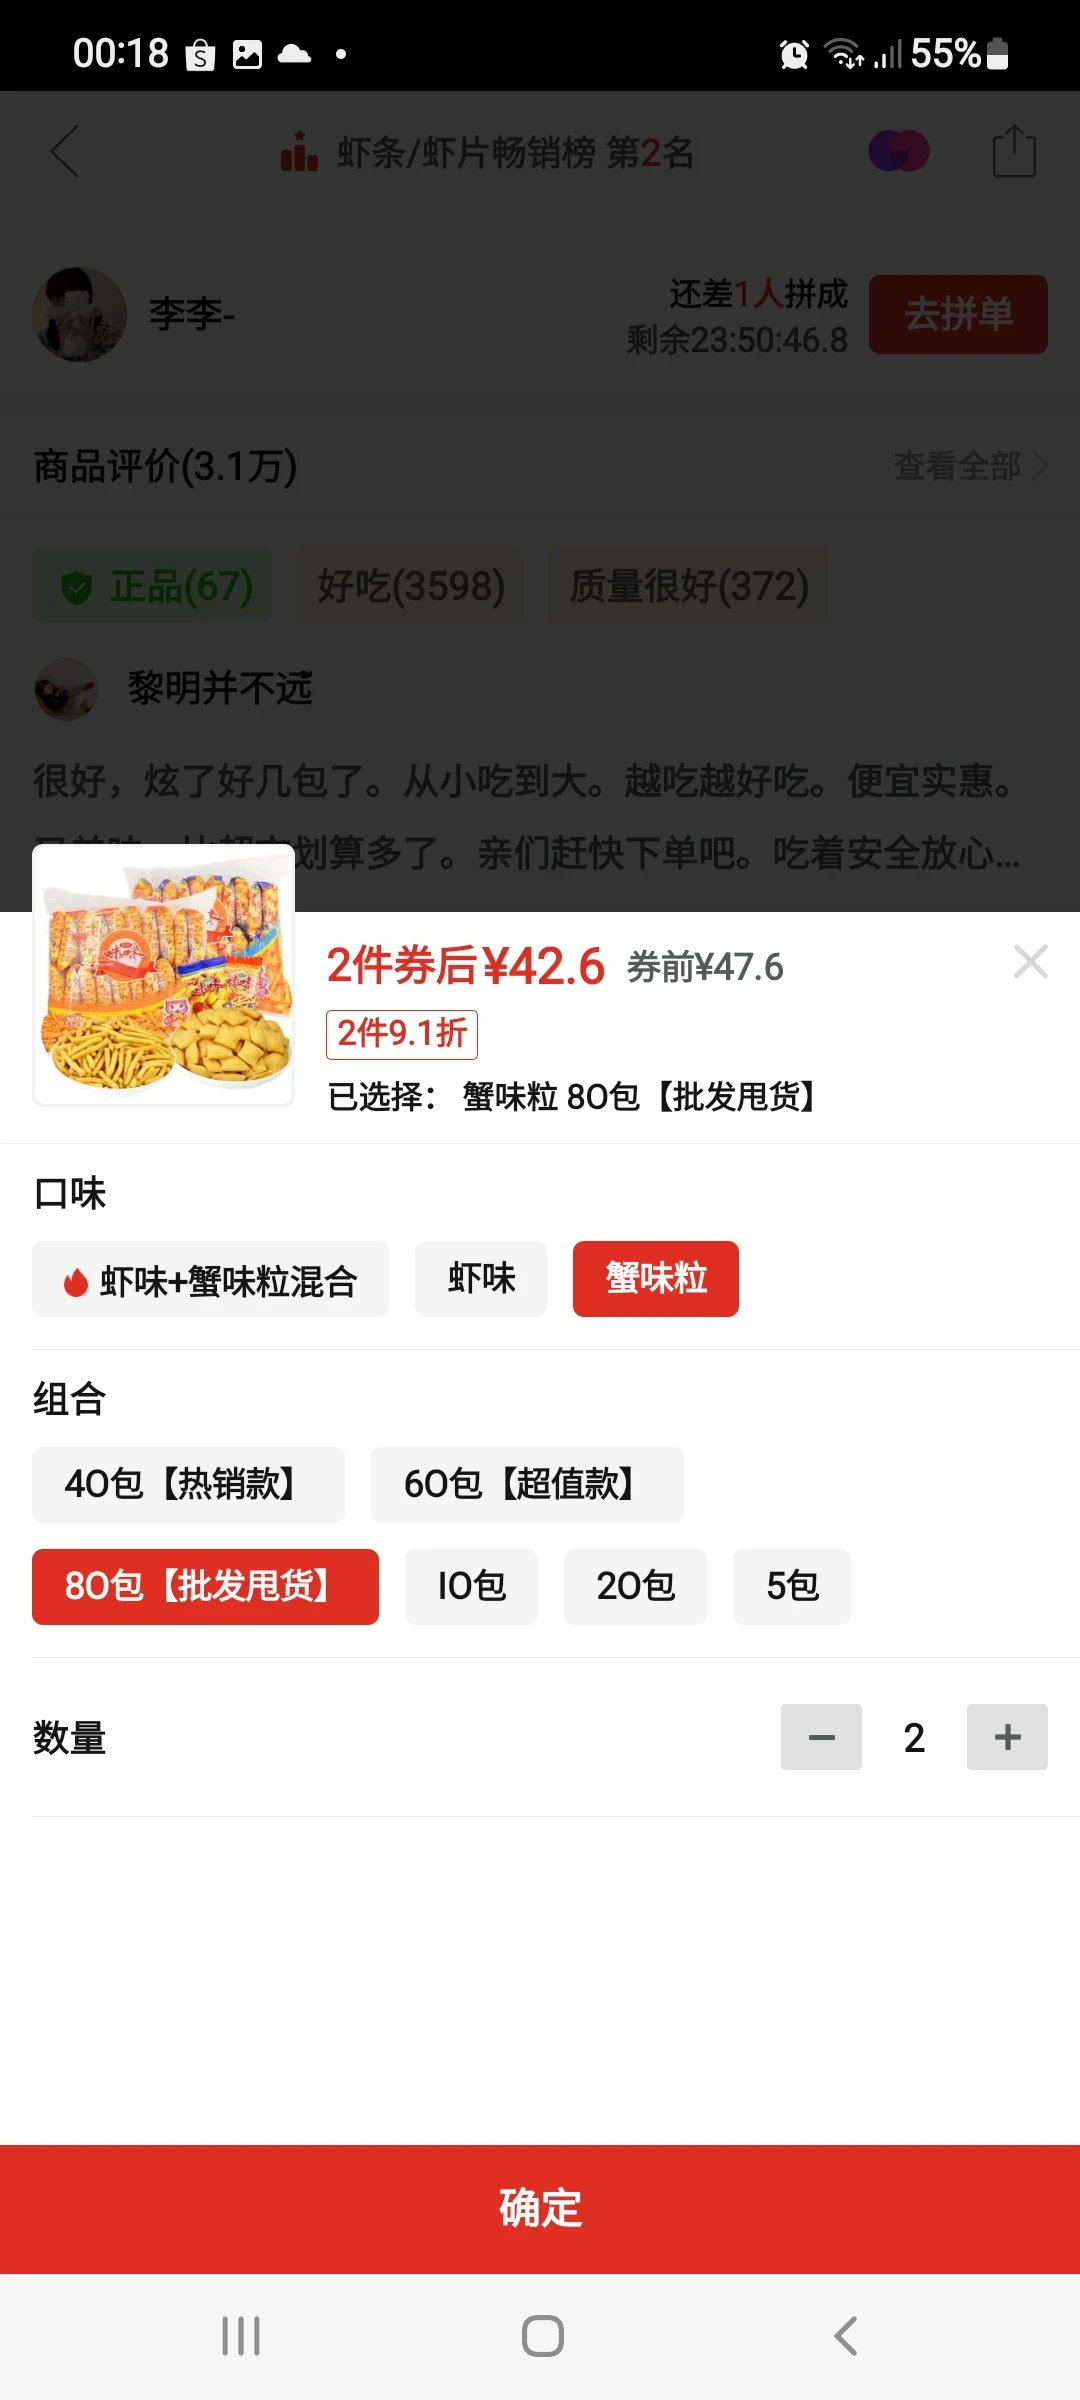 00:18
55%
虾条/虾片畅销榜 第2名
李李-
还差1人拼成
剩余23:50:46.8
去拼单
商品评价(3.1万)
查看全部
正品(67)
好吃(3598)
质量很好(372)
黎明并不远
很好，炫了好几包了。从小吃到大。越吃越好吃。便宜实惠。
划算多了。亲们赶快下单吧。吃着安全放心...
2件券后¥42.6 券前¥47.6
2件9.1折
已选择： 蟹味粒 80包【批发甩货】
口味
虾味+蟹味粒混合
虾味
蟹味粒
组合
40包【热销款】
60包【超值款】
80包【批发甩货】
10包
20包
5包
数量
2
确定